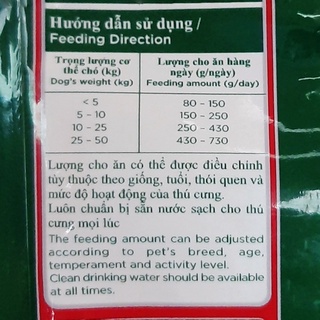 Hướng dẫn sử dụng /
Feeding Direction
Trọng lượng cơ thể chó (kg)
Dog's weight (kg)
Lượng cho ăn hàng ngày (g/ngày)
Feeding amount (g/day)
< 5 80 - 150
5 - 10 150 - 250
10 - 25 250 - 430
25 - 50 430 - 730
Lượng cho ăn có thể được điều chỉnh
tùy thuộc theo giống, tuổi, thói quen và
mức độ hoạt động của thú cưng.
Luôn chuẩn bị sẵn nước sạch cho thú
cưng mọi lúc
The feeding amount can be adjusted
according to pet's breed, age,
temperament and activity level.
Clean drinking water should be available
at all times.